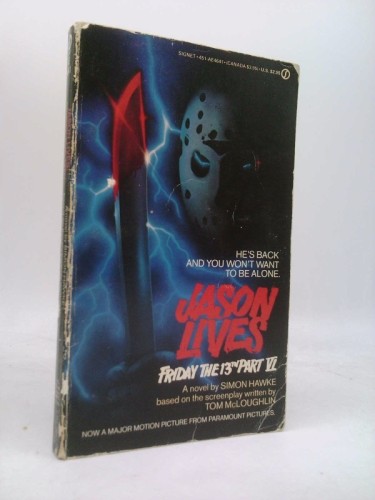 HE'S BACK
AND YOU WON'T WANT
TO BE ALONE.
JASON
LIVES
FRIDAY THE 13TH PART VI
A novel by SIMON HAWKE
based on the screenplay written by
TOM McLOUGHLIN
NOW A MAJOR MOTION PICTURE FROM PARAMOUNT PICTURES.